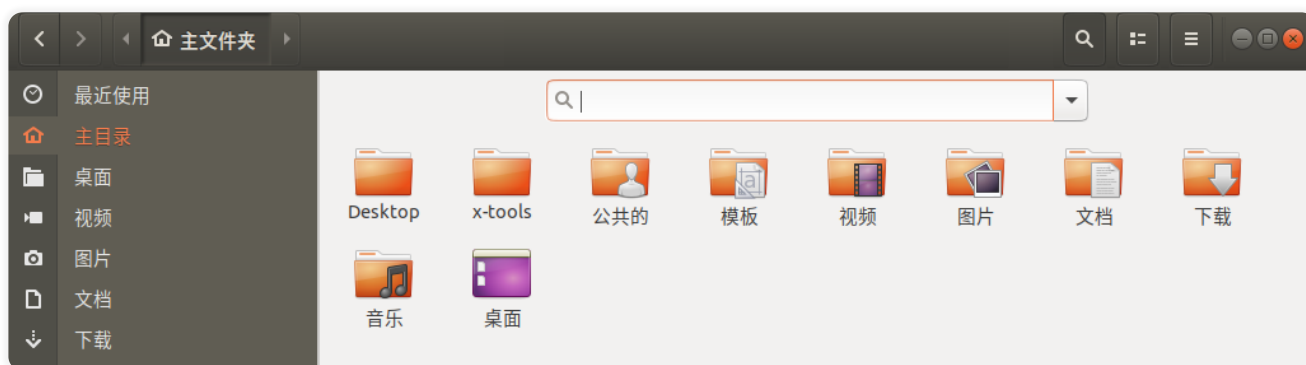 主文件夹
最近使用
主目录
桌面
视频
图片
文档
下载
Desktop x-tools 公共的 模板 视频 图片 文档 下载
音乐 桌面